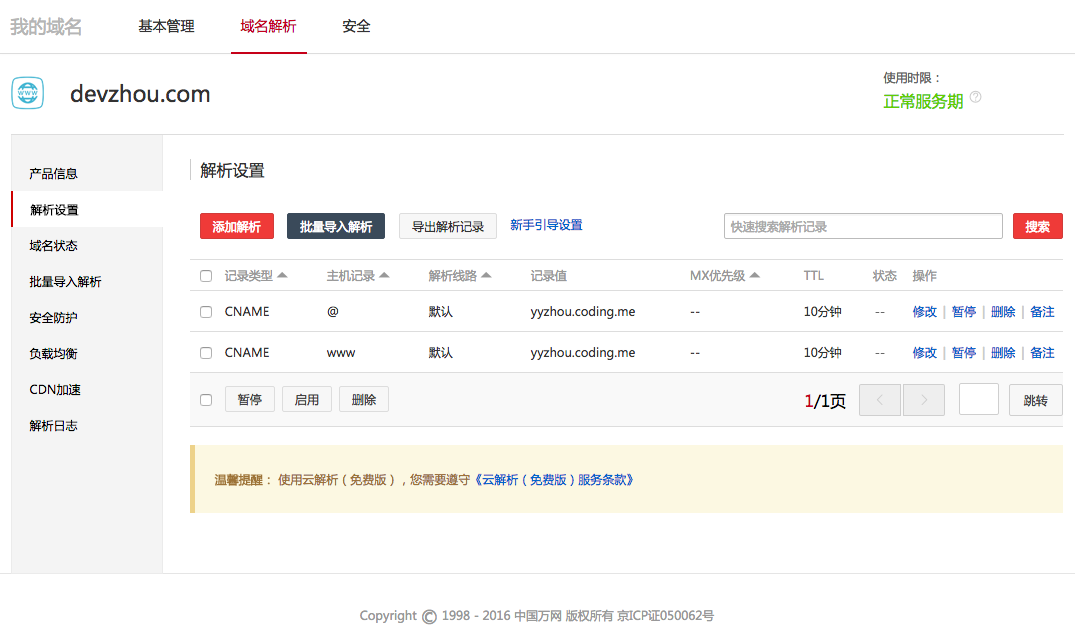 我的域名 基本管理 域名解析 安全
www
devzhou.com
使用时限：
正常服务期 ?
产品信息
解析设置
域名状态
批量导入解析
安全防护
负载均衡
CDN加速
解析日志
解析设置
添加解析 批量导入解析 导出解析记录 新手引导设置 快速搜索解析记录 搜索
记录类型 主机记录 解析线路 记录值 MX优先级 TTL 状态 操作
CNAME @ 默认 yyzhou.coding.me -- 10分钟 -- 修改 | 暂停 | 删除 | 备注
CNAME www 默认 yyzhou.coding.me -- 10分钟 -- 修改 | 暂停 | 删除 | 备注
暂停 启用 删除 1/1页 < > 跳转
温馨提醒： 使用云解析（免费版），您需要遵守《云解析（免费版）服务条款》
Copyright © 1998 - 2016 中国万网 版权所有 京ICP证050062号